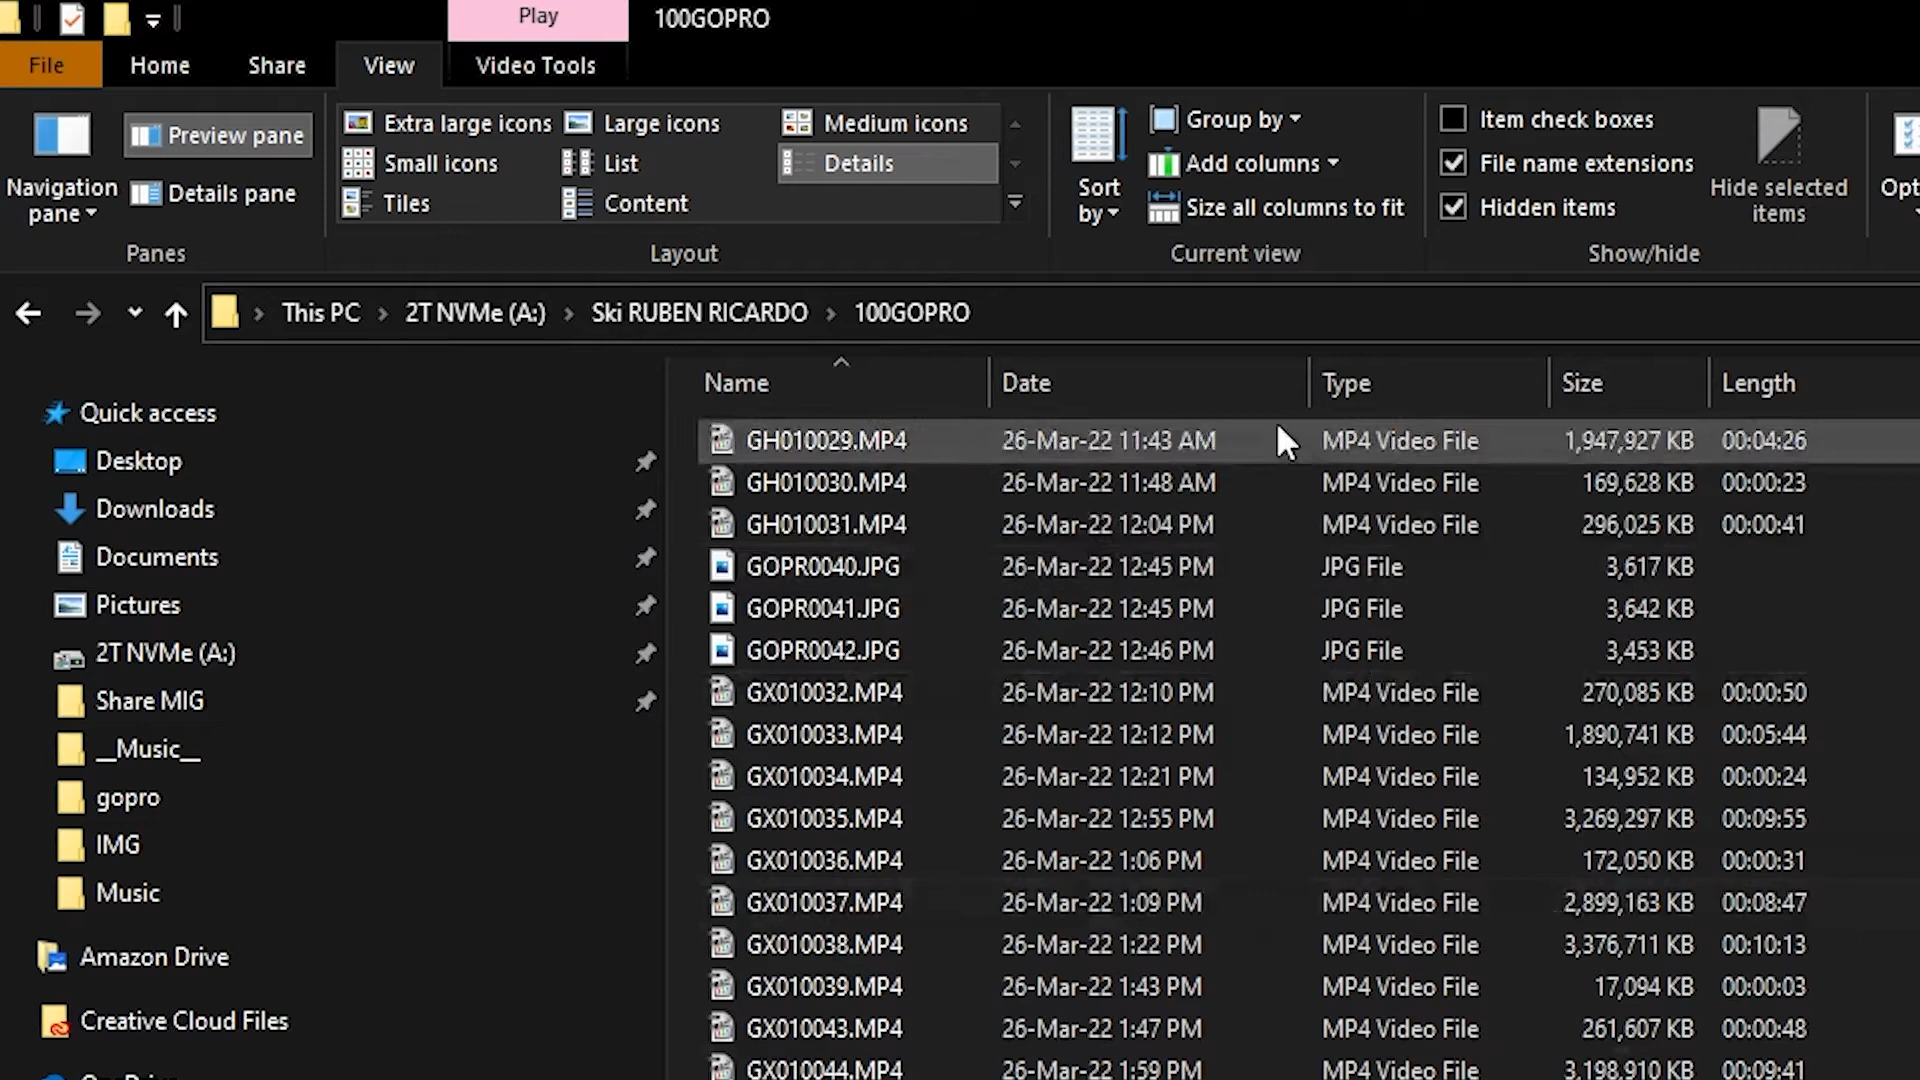 Play
100GOPRO
File Home Share View Video Tools
Navigation pane
Preview pane
Details pane
Panes
Extra large icons Large icons Medium icons
Small icons List Details
Tiles Content
Layout
Sort by
Group by
Add columns
Size all columns to fit
Current view
Item check boxes
File name extensions
Hidden items
Hide selected items
Show/hide
This PC > 2T NVMe (A:) > Ski RUBEN RICARDO > 100GOPRO
Quick access
Desktop
Downloads
Documents
Pictures
2T NVMe (A:)
Share MIG
__Music__
gopro
IMG
Music
Amazon Drive
Creative Cloud Files
Name Date Type Size Length
GH010029.MP4 26-Mar-22 11:43 AM MP4 Video File 1,947,927 KB 00:04:26
GH010030.MP4 26-Mar-22 11:48 AM MP4 Video File 169,628 KB 00:00:23
GH010031.MP4 26-Mar-22 12:04 PM MP4 Video File 296,025 KB 00:00:41
GOPR0040.JPG 26-Mar-22 12:45 PM JPG File 3,617 KB
GOPR0041.JPG 26-Mar-22 12:45 PM JPG File 3,642 KB
GOPR0042.JPG 26-Mar-22 12:46 PM JPG File 3,453 KB
GX010032.MP4 26-Mar-22 12:10 PM MP4 Video File 270,085 KB 00:00:50
GX010033.MP4 26-Mar-22 12:12 PM MP4 Video File 1,890,741 KB 00:05:44
GX010034.MP4 26-Mar-22 12:21 PM MP4 Video File 134,952 KB 00:00:24
GX010035.MP4 26-Mar-22 12:55 PM MP4 Video File 3,269,297 KB 00:09:55
GX010036.MP4 26-Mar-22 1:06 PM MP4 Video File 172,050 KB 00:00:31
GX010037.MP4 26-Mar-22 1:09 PM MP4 Video File 2,899,163 KB 00:08:47
GX010038.MP4 26-Mar-22 1:22 PM MP4 Video File 3,376,711 KB 00:10:13
GX010039.MP4 26-Mar-22 1:43 PM MP4 Video File 17,094 KB 00:00:03
GX010043.MP4 26-Mar-22 1:47 PM MP4 Video File 261,607 KB 00:00:48
GX010044.MP4 26-Mar-22 1:59 PM MP4 Video File 3,198,910 KB 00:09:41